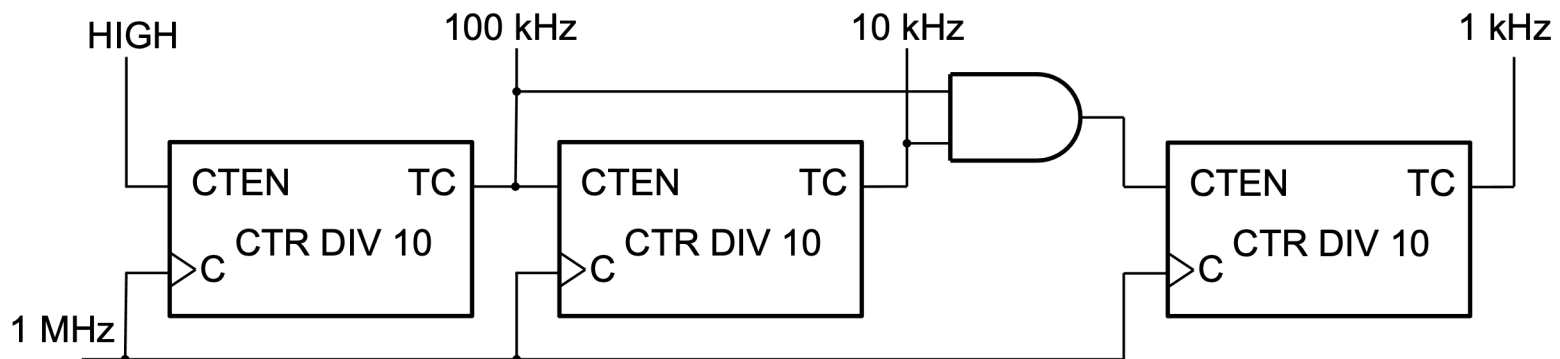 HIGH
100 kHz
10 kHz
1 kHz
CTEN TC
CTR DIV 10
C
CTEN TC
CTR DIV 10
C
CTEN TC
CTR DIV 10
C
1 MHz